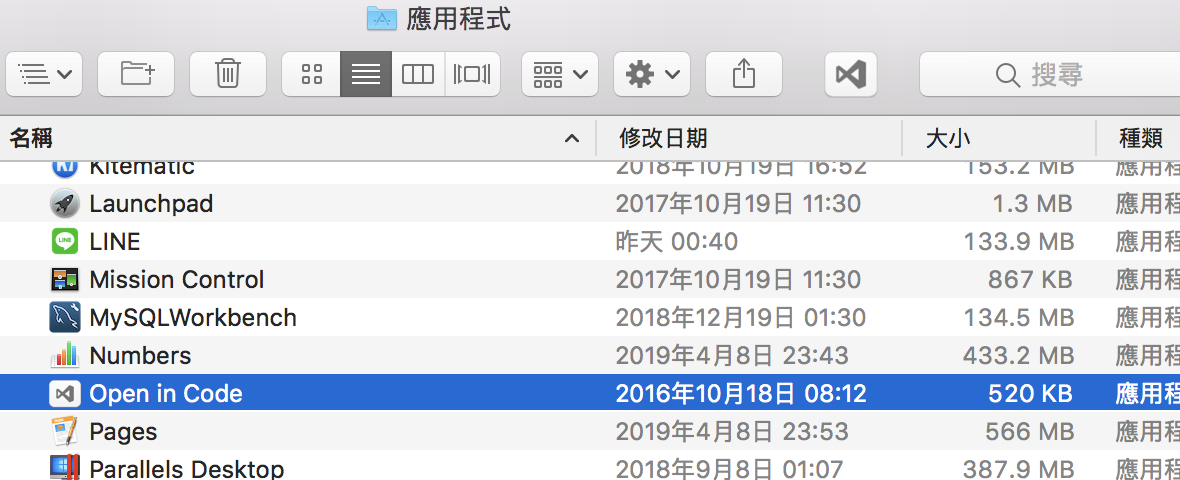 應用程式
搜尋
名稱 修改日期 大小 種類
Kitematic 2018年10月19日 16:52 153.2 MB 應用程
Launchpad 2017年10月19日 11:30 1.3 MB 應用程
LINE 昨天 00:40 133.9 MB 應用程
Mission Control 2017年10月19日 11:30 867 KB 應用程
MySQLWorkbench 2018年12月19日 01:30 134.5 MB 應用程
Numbers 2019年4月8日 23:43 433.2 MB 應用程
Open in Code 2016年10月18日 08:12 520 KB 應用程
Pages 2019年4月8日 23:53 566 MB 應用程
Parallels Desktop 2018年9月8日 01:07 387.9 MB 應用程